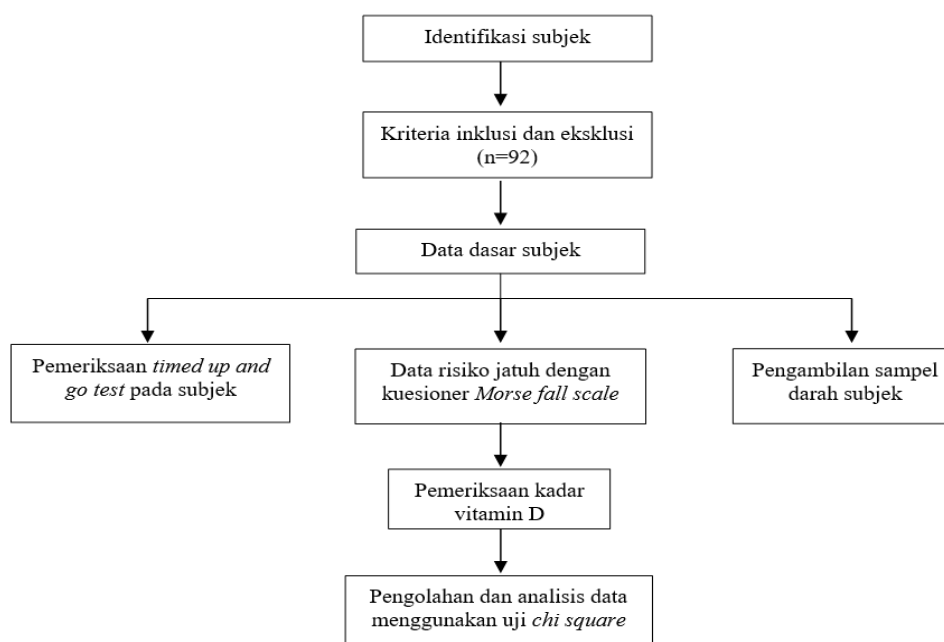 Identifikasi subjek
Kriteria inklusi dan eksklusi
(n=92)
Data dasar subjek
Pemeriksaan timed up and
go test pada subjek
Data risiko jatuh dengan
kuesioner Morse fall scale
Pengambilan sampel
darah subjek
Pemeriksaan kadar
vitamin D
Pengolahan dan analisis data
menggunakan uji chi square